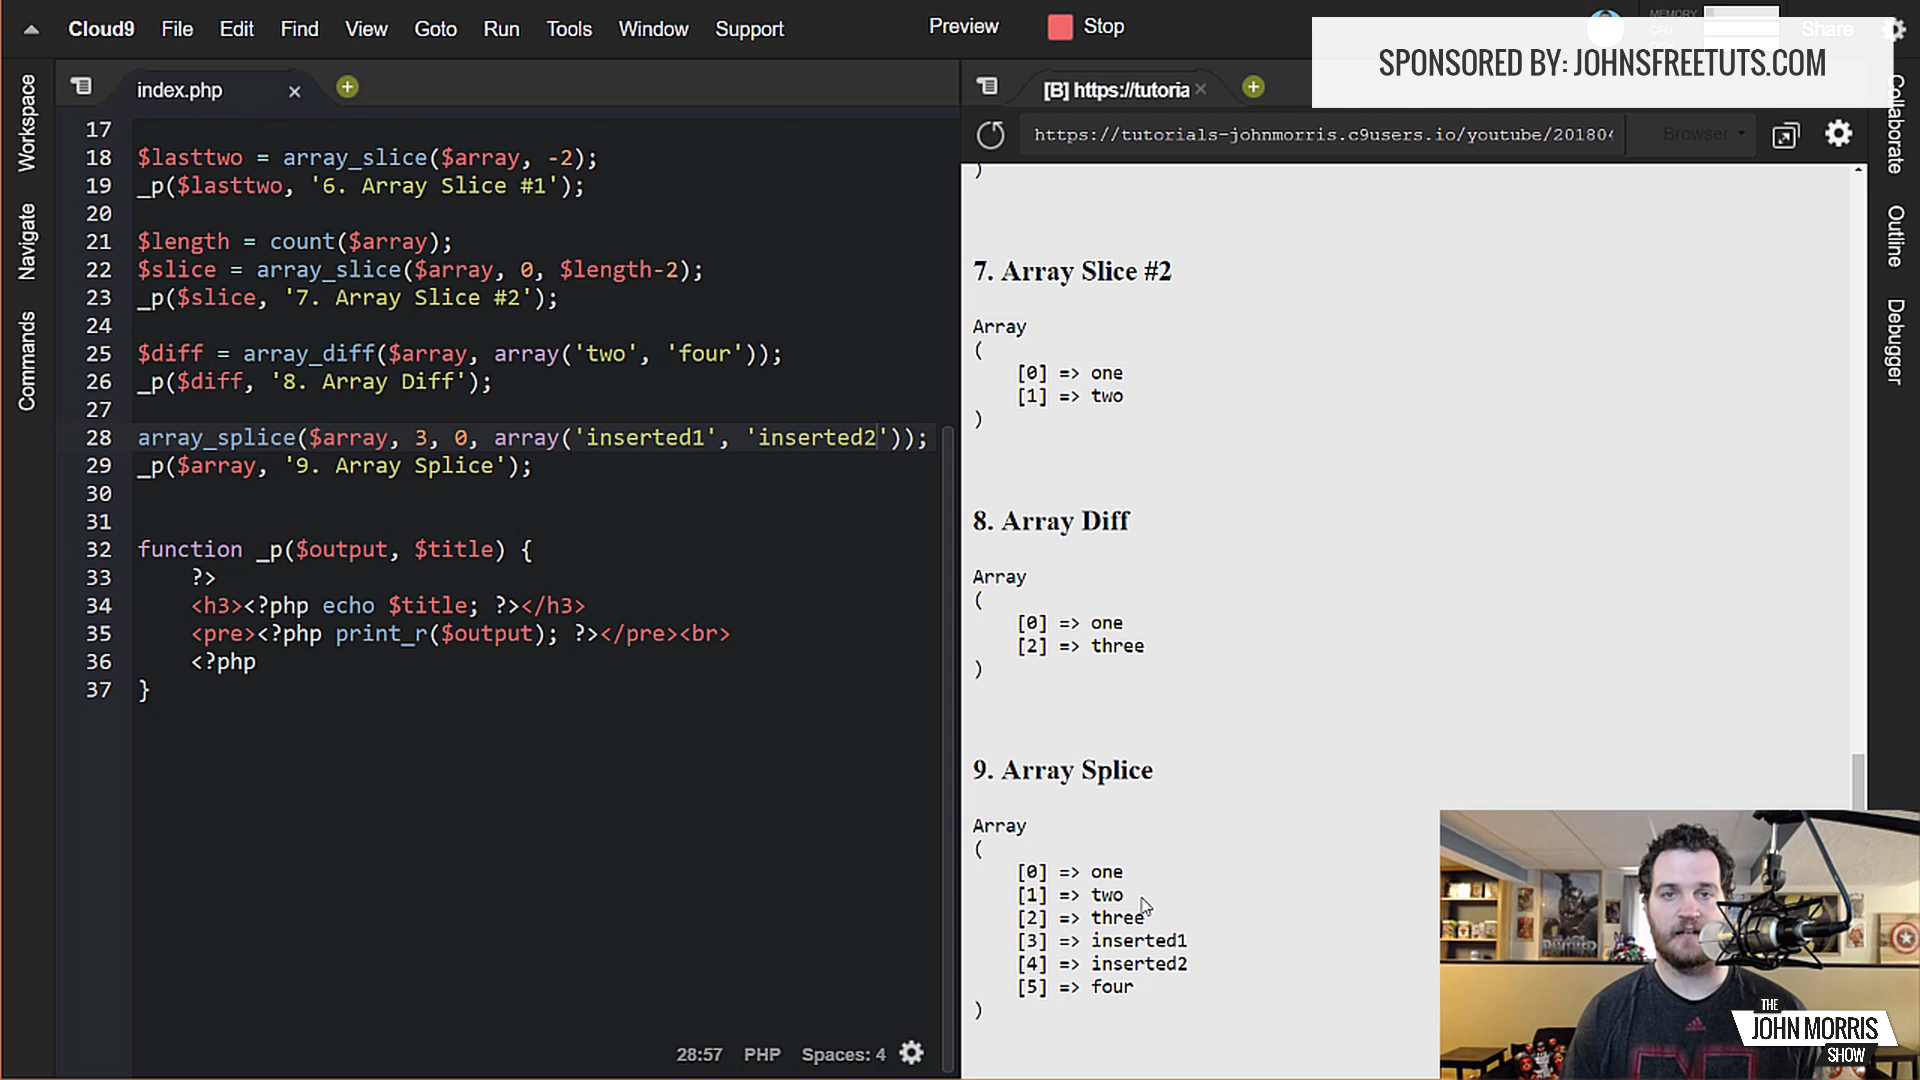 Cloud9 File Edit Find View Goto Run Tools Window Support
Preview Stop
MEMORY
Share
SPONSORED BY: JOHNSFREETUTS.COM
Workspace
Navigate
Commands
index.php
17
18 $lasttwo = array_slice($array, -2);
19 _p($lasttwo, '6. Array Slice #1');
20
21 $length = count($array);
22 $slice = array_slice($array, 0, $length-2);
23 _p($slice, '7. Array Slice #2');
24
25 $diff = array_diff($array, array('two', 'four'));
26 _p($diff, '8. Array Diff');
27
28 array_splice($array, 3, 0, array('inserted1', 'inserted2'));
29 _p($array, '9. Array Splice');
30
31
32 function _p($output, $title) {
33 ?>
34 <h3><?php echo $title; ?></h3>
35 <pre><?php print_r($output); ?></pre><br>
36 <?php
37 }
28:57 PHP Spaces: 4
[B] https://tutoria
https://tutorials-johnmorris.c9users.io/youtube/20180
Browser
)
7. Array Slice #2
Array
(
[0] => one
[1] => two
)
8. Array Diff
Array
(
[0] => one
[2] => three
)
9. Array Splice
Array
(
[0] => one
[1] => two
[2] => three
[3] => inserted1
[4] => inserted2
[5] => four
)
Collaborate
Outline
Debugger
BLACK PANTHER
THE
JOHN MORRIS
SHOW